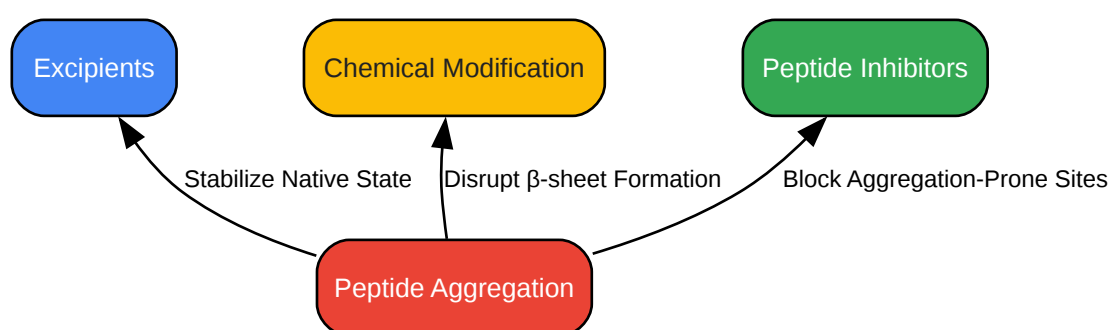 Excipients
Chemical Modification
Peptide Inhibitors
Stabilize Native State
Disrupt β-sheet Formation
Block Aggregation-Prone Sites
Peptide Aggregation